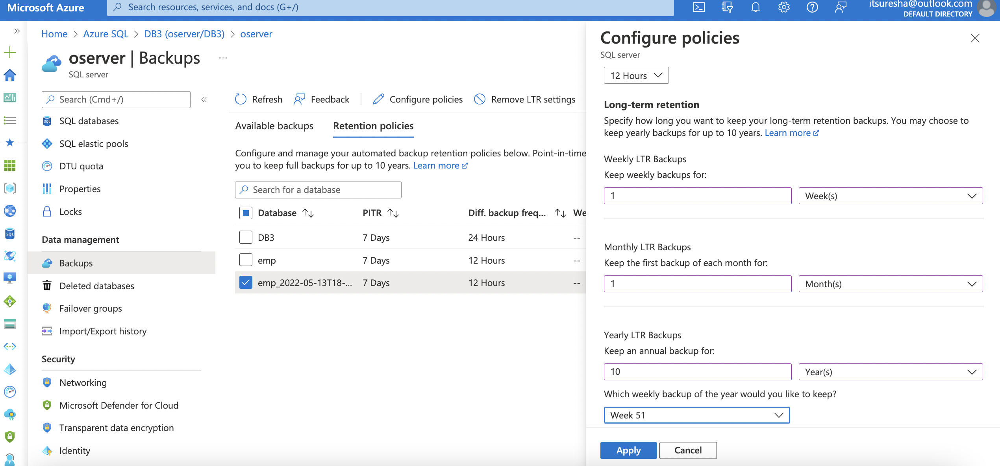 Microsoft Azure
Search resources, services, and docs (G+/)
itsuresha@outlook.com
DEFAULT DIRECTORY
Home > Azure SQL > DB3 (oserver/DB3) > oserver
oserver | Backups ...
SQL server
Search (Cmd+/)
SQL databases
SQL elastic pools
DTU quota
Properties
Locks
Data management
Backups
Deleted databases
Failover groups
Import/Export history
Security
Networking
Microsoft Defender for Cloud
Transparent data encryption
Identity
Refresh Feedback Configure policies Remove LTR settings
Available backups Retention policies
Configure and manage your automated backup retention policies below. Point-in-time
you to keep full backups for up to 10 years. Learn more
Search for a database
Database PITR Diff. backup freq... We
DB3 7 Days 24 Hours --
emp 7 Days 12 Hours --
emp_2022-05-13T18-... 7 Days 12 Hours --
Configure policies
SQL server
12 Hours
Long-term retention
Specify how long you want to keep your long-term retention backups. You may choose to
keep yearly backups for up to 10 years. Learn more
Weekly LTR Backups
Keep weekly backups for:
1 Week(s)
Monthly LTR Backups
Keep the first backup of each month for:
1 Month(s)
Yearly LTR Backups
Keep an annual backup for:
10 Year(s)
Which weekly backup of the year would you like to keep?
Week 51
Apply Cancel